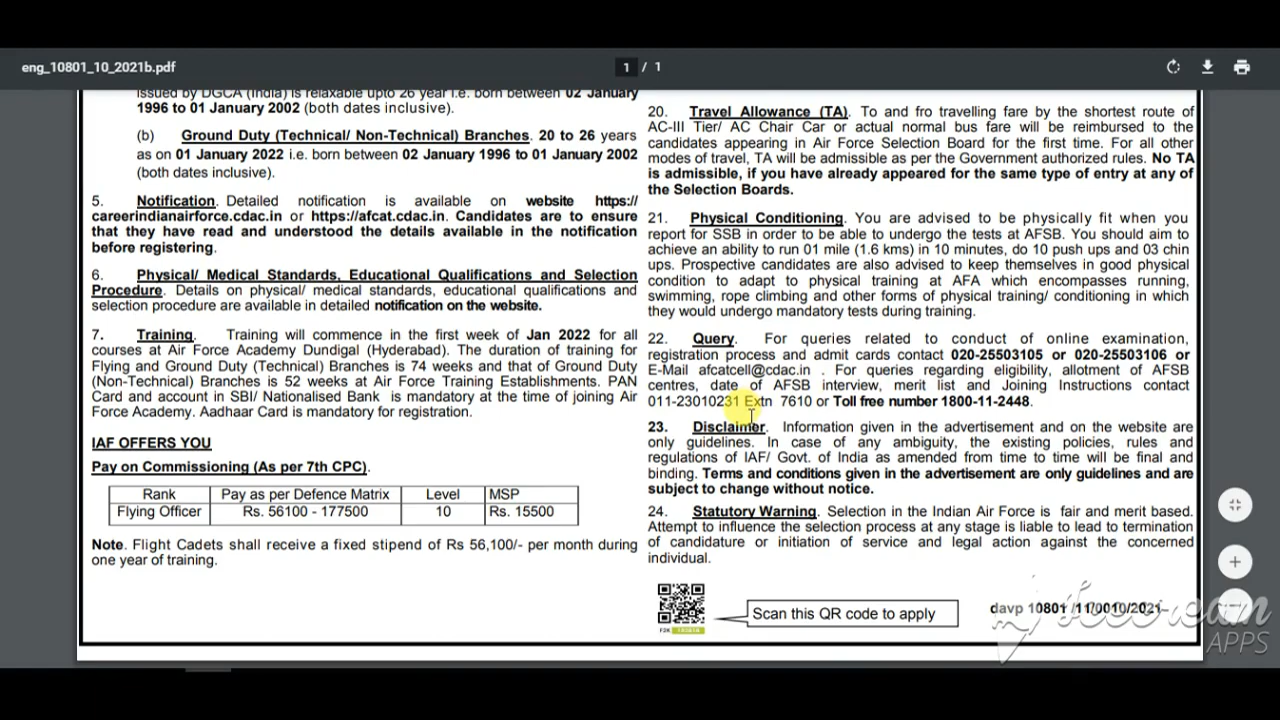 eng_10801_10_2021b.pdf
1 / 1
issued by DGCA (India) is relaxable upto 26 year i.e. born between 02 January
1996 to 01 January 2002 (both dates inclusive).
(b) Ground Duty (Technical/ Non-Technical) Branches. 20 to 26 years
as on 01 January 2022 i.e. born between 02 January 1996 to 01 January 2002
(both dates inclusive).
5. Notification. Detailed notification is available on website https://
careerindianairforce.cdac.in or https://afcat.cdac.in. Candidates are to ensure
that they have read and understood the details available in the notification
before registering.
6. Physical/ Medical Standards, Educational Qualifications and Selection
Procedure. Details on physical/ medical standards, educational qualifications and
selection procedure are available in detailed notification on the website.
7. Training. Training will commence in the first week of Jan 2022 for all
courses at Air Force Academy Dundigal (Hyderabad). The duration of training for
Flying and Ground Duty (Technical) Branches is 74 weeks and that of Ground Duty
(Non-Technical) Branches is 52 weeks at Air Force Training Establishments. PAN
Card and account in SBI/ Nationalised Bank is mandatory at the time of joining Air
Force Academy. Aadhaar Card is mandatory for registration.
IAF OFFERS YOU
Pay on Commissioning (As per 7th CPC).
Rank Pay as per Defence Matrix Level MSP
Flying Officer Rs. 56100 - 177500 10 Rs. 15500
Note. Flight Cadets shall receive a fixed stipend of Rs 56,100/- per month during
one year of training.
20. Travel Allowance (TA). To and fro travelling fare by the shortest route of
AC-III Tier/ AC Chair Car or actual normal bus fare will be reimbursed to the
candidates appearing in Air Force Selection Board for the first time. For all other
modes of travel, TA will be admissible as per the Government authorized rules. No TA
is admissible, if you have already appeared for the same type of entry at any of
the Selection Boards.
21. Physical Conditioning. You are advised to be physically fit when you
report for SSB in order to be able to undergo the tests at AFSB. You should aim to
achieve an ability to run 01 mile (1.6 kms) in 10 minutes, do 10 push ups and 03 chin
ups. Prospective candidates are also advised to keep themselves in good physical
condition to adapt to physical training at AFA which encompasses running,
swimming, rope climbing and other forms of physical training/ conditioning in which
they would undergo mandatory tests during training.
22. Query. For queries related to conduct of online examination,
registration process and admit cards contact 020-25503105 or 020-25503106 or
E-Mail afcatcell@cdac.in . For queries regarding eligibility, allotment of AFSB
centres, date of AFSB interview, merit list and Joining Instructions contact
011-23010231 Extn 7610 or Toll free number 1800-11-2448.
23. Disclaimer. Information given in the advertisement and on the website are
only guidelines. In case of any ambiguity, the existing policies, rules and
regulations of IAF/ Govt. of India as amended from time to time will be final and
binding. Terms and conditions given in the advertisement are only guidelines and are
subject to change without notice.
24. Statutory Warning. Selection in the Indian Air Force is fair and merit based.
Attempt to influence the selection process at any stage is liable to lead to termination
of candidature or initiation of service and legal action against the concerned
individual.
Scan this QR code to apply
davp 10801 /11/0010/2021
APPS